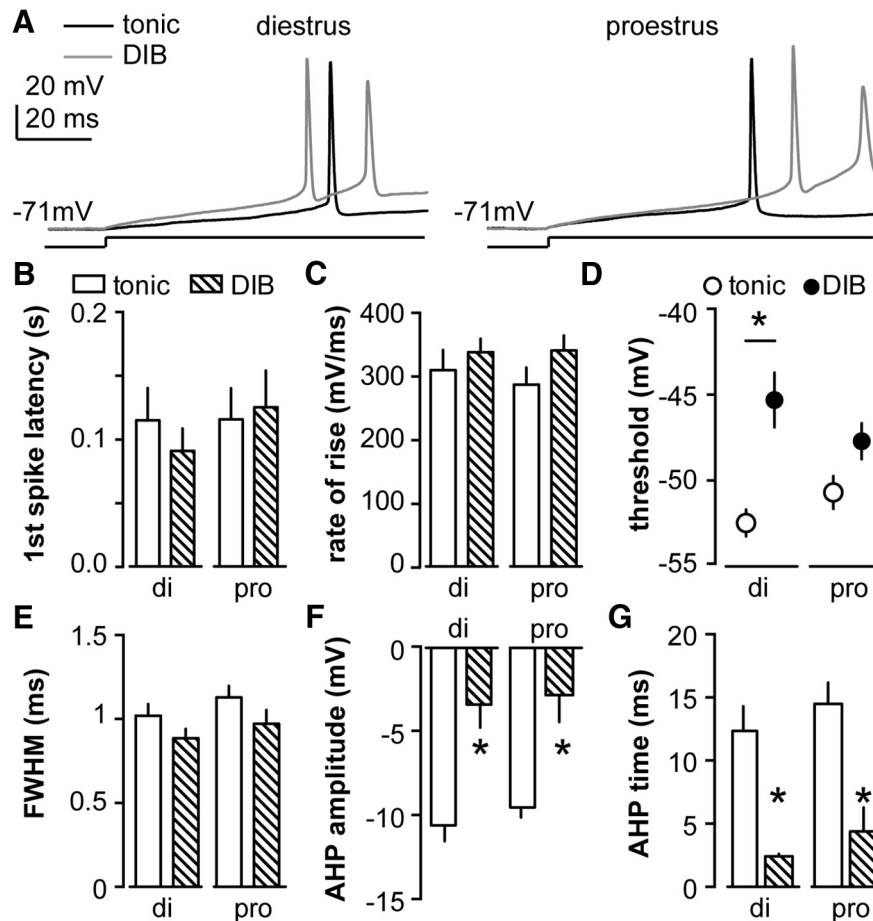 A
tonic
DIB
diestrus
proestrus
20 mV
20 ms
-71mV
-71mV
B
tonic
DIB
1st spike latency (s)
0.2
0.1
0.0
di
pro
C
rate of rise (mV/ms)
400
300
200
100
0
di
pro
D
tonic
DIB
threshold (mV)
-40
-45
-50
-55
*
di
pro
E
FWHM (ms)
1.5
1
0.5
0
di
pro
F
AHP amplitude (mV)
0
-5
-10
-15
di
pro
*
*
G
AHP time (ms)
20
15
10
5
0
*
*
di
pro